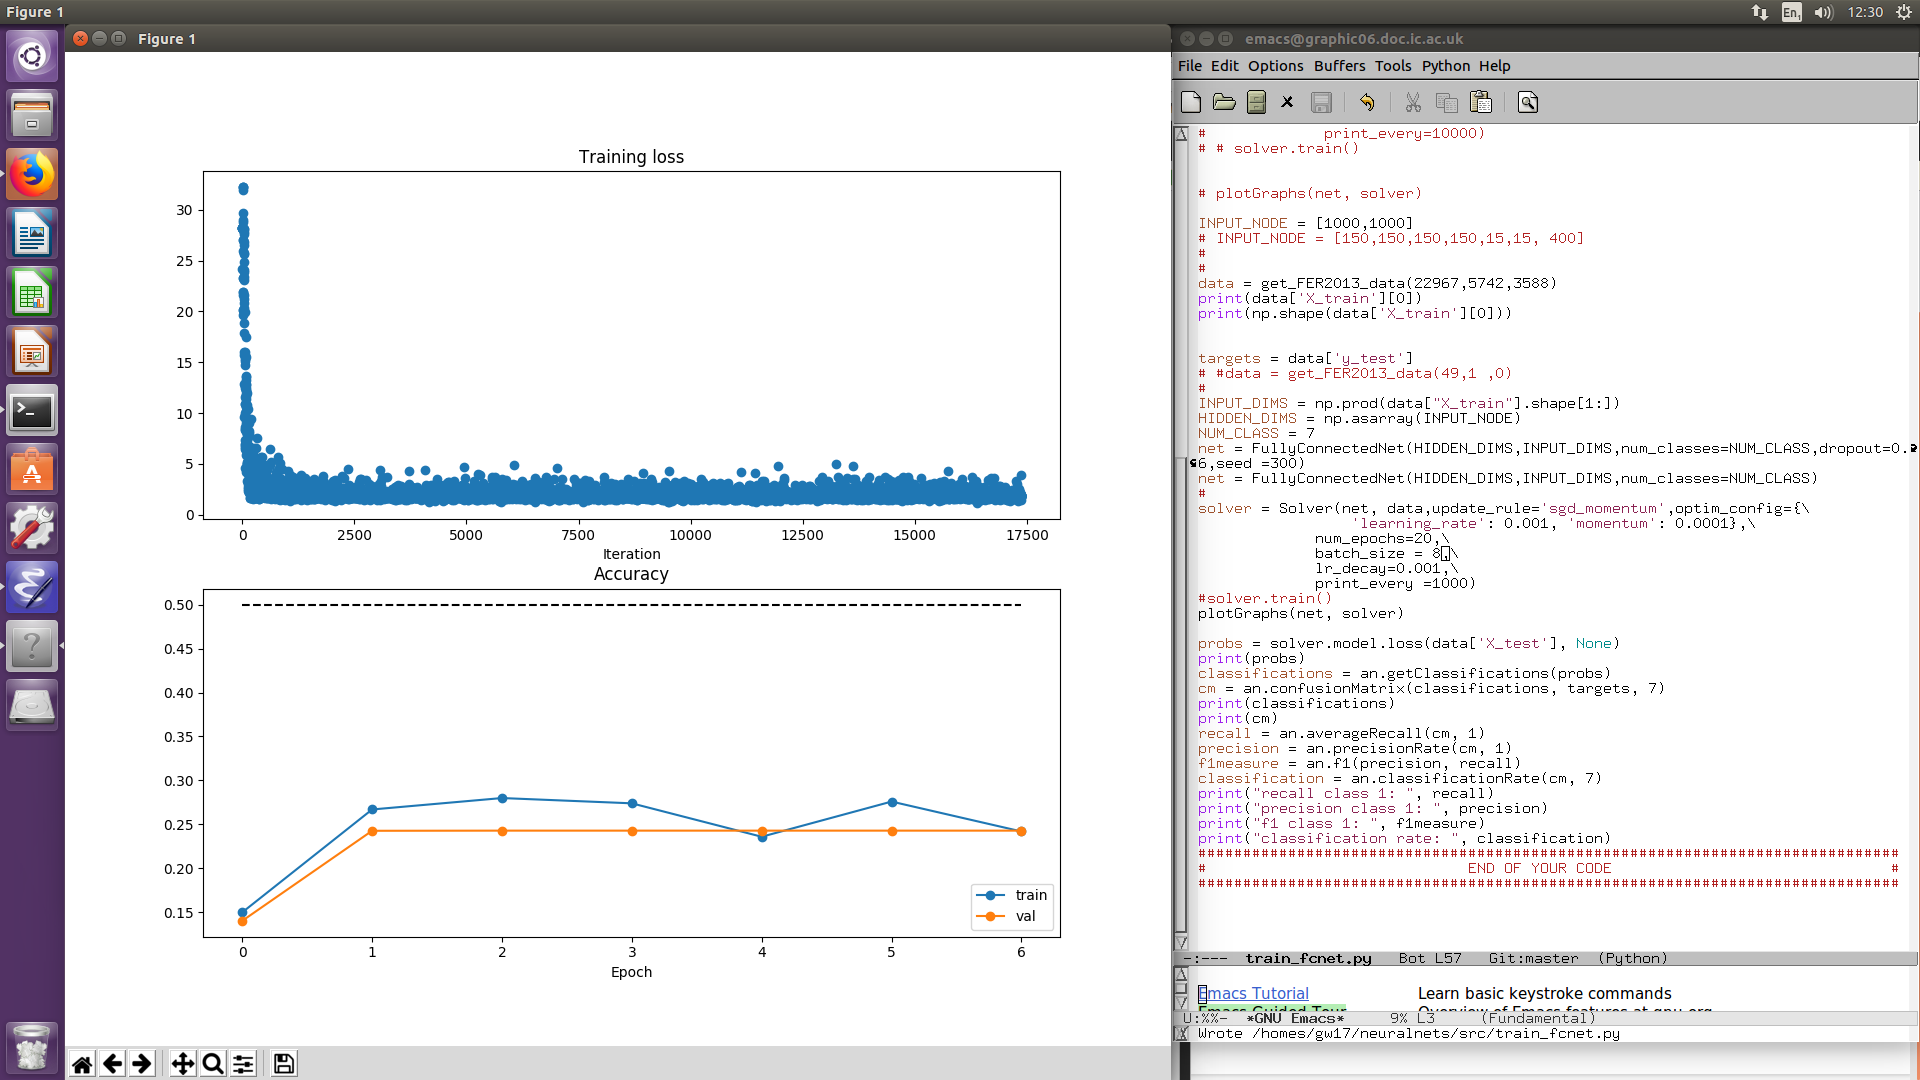 Figure 1
En1
12:30
Figure 1
Training loss
30
25
20
15
10
5
0
0 2500 5000 7500 10000 12500 15000 17500
Iteration
Accuracy
0.50
0.45
0.40
0.35
0.30
0.25
0.20
0.15
train
val
0 1 2 3 4 5 6
Epoch
emacs@graphic06.doc.ic.ac.uk
File Edit Options Buffers Tools Python Help
#             print_every=10000)
# # solver.train()
# plotGraphs(net, solver)
INPUT_NODE = [1000,1000]
# INPUT_NODE = [150,150,150,150,15,15, 400]
#
#
data = get_FER2013_data(22967,5742,3588)
print(data['X_train'][0])
print(np.shape(data['X_train'][0]))
targets = data['y_test']
# #data = get_FER2013_data(49,1 ,0)
#
INPUT_DIMS = np.prod(data["X_train"].shape[1:])
HIDDEN_DIMS = np.asarray(INPUT_NODE)
NUM_CLASS = 7
net = FullyConnectedNet(HIDDEN_DIMS,INPUT_DIMS,num_classes=NUM_CLASS,dropout=0.
6,seed =300)
net = FullyConnectedNet(HIDDEN_DIMS,INPUT_DIMS,num_classes=NUM_CLASS)
#
solver = Solver(net, data,update_rule='sgd_momentum',optim_config={\
'learning_rate': 0.001, 'momentum': 0.0001},\
num_epochs=20,\
batch_size = 8,\
lr_decay=0.001,\
print_every =1000)
#solver.train()
plotGraphs(net, solver)
probs = solver.model.loss(data['X_test'], None)
print(probs)
classifications = an.getClassifications(probs)
cm = an.confusionMatrix(classifications, targets, 7)
print(classifications)
print(cm)
recall = an.averageRecall(cm, 1)
precision = an.precisionRate(cm, 1)
f1measure = an.f1(precision, recall)
classification = an.classificationRate(cm, 7)
print("recall class 1: ", recall)
print("precision class 1: ", precision)
print("f1 class 1: ", f1measure)
print("classification rate: ", classification)
##############################################################################
#                             END OF YOUR CODE                               #
##############################################################################
-:--- train_fcnet.py Bot L57 Git:master (Python)
Emacs Tutorial Learn basic keystroke commands
Emacs Guided Tour Overview of Emacs features at gnu.org
U:%%- *GNU Emacs* 9% L3 (Fundamental)
Wrote /homes/gw17/neuralnets/src/train_fcnet.py